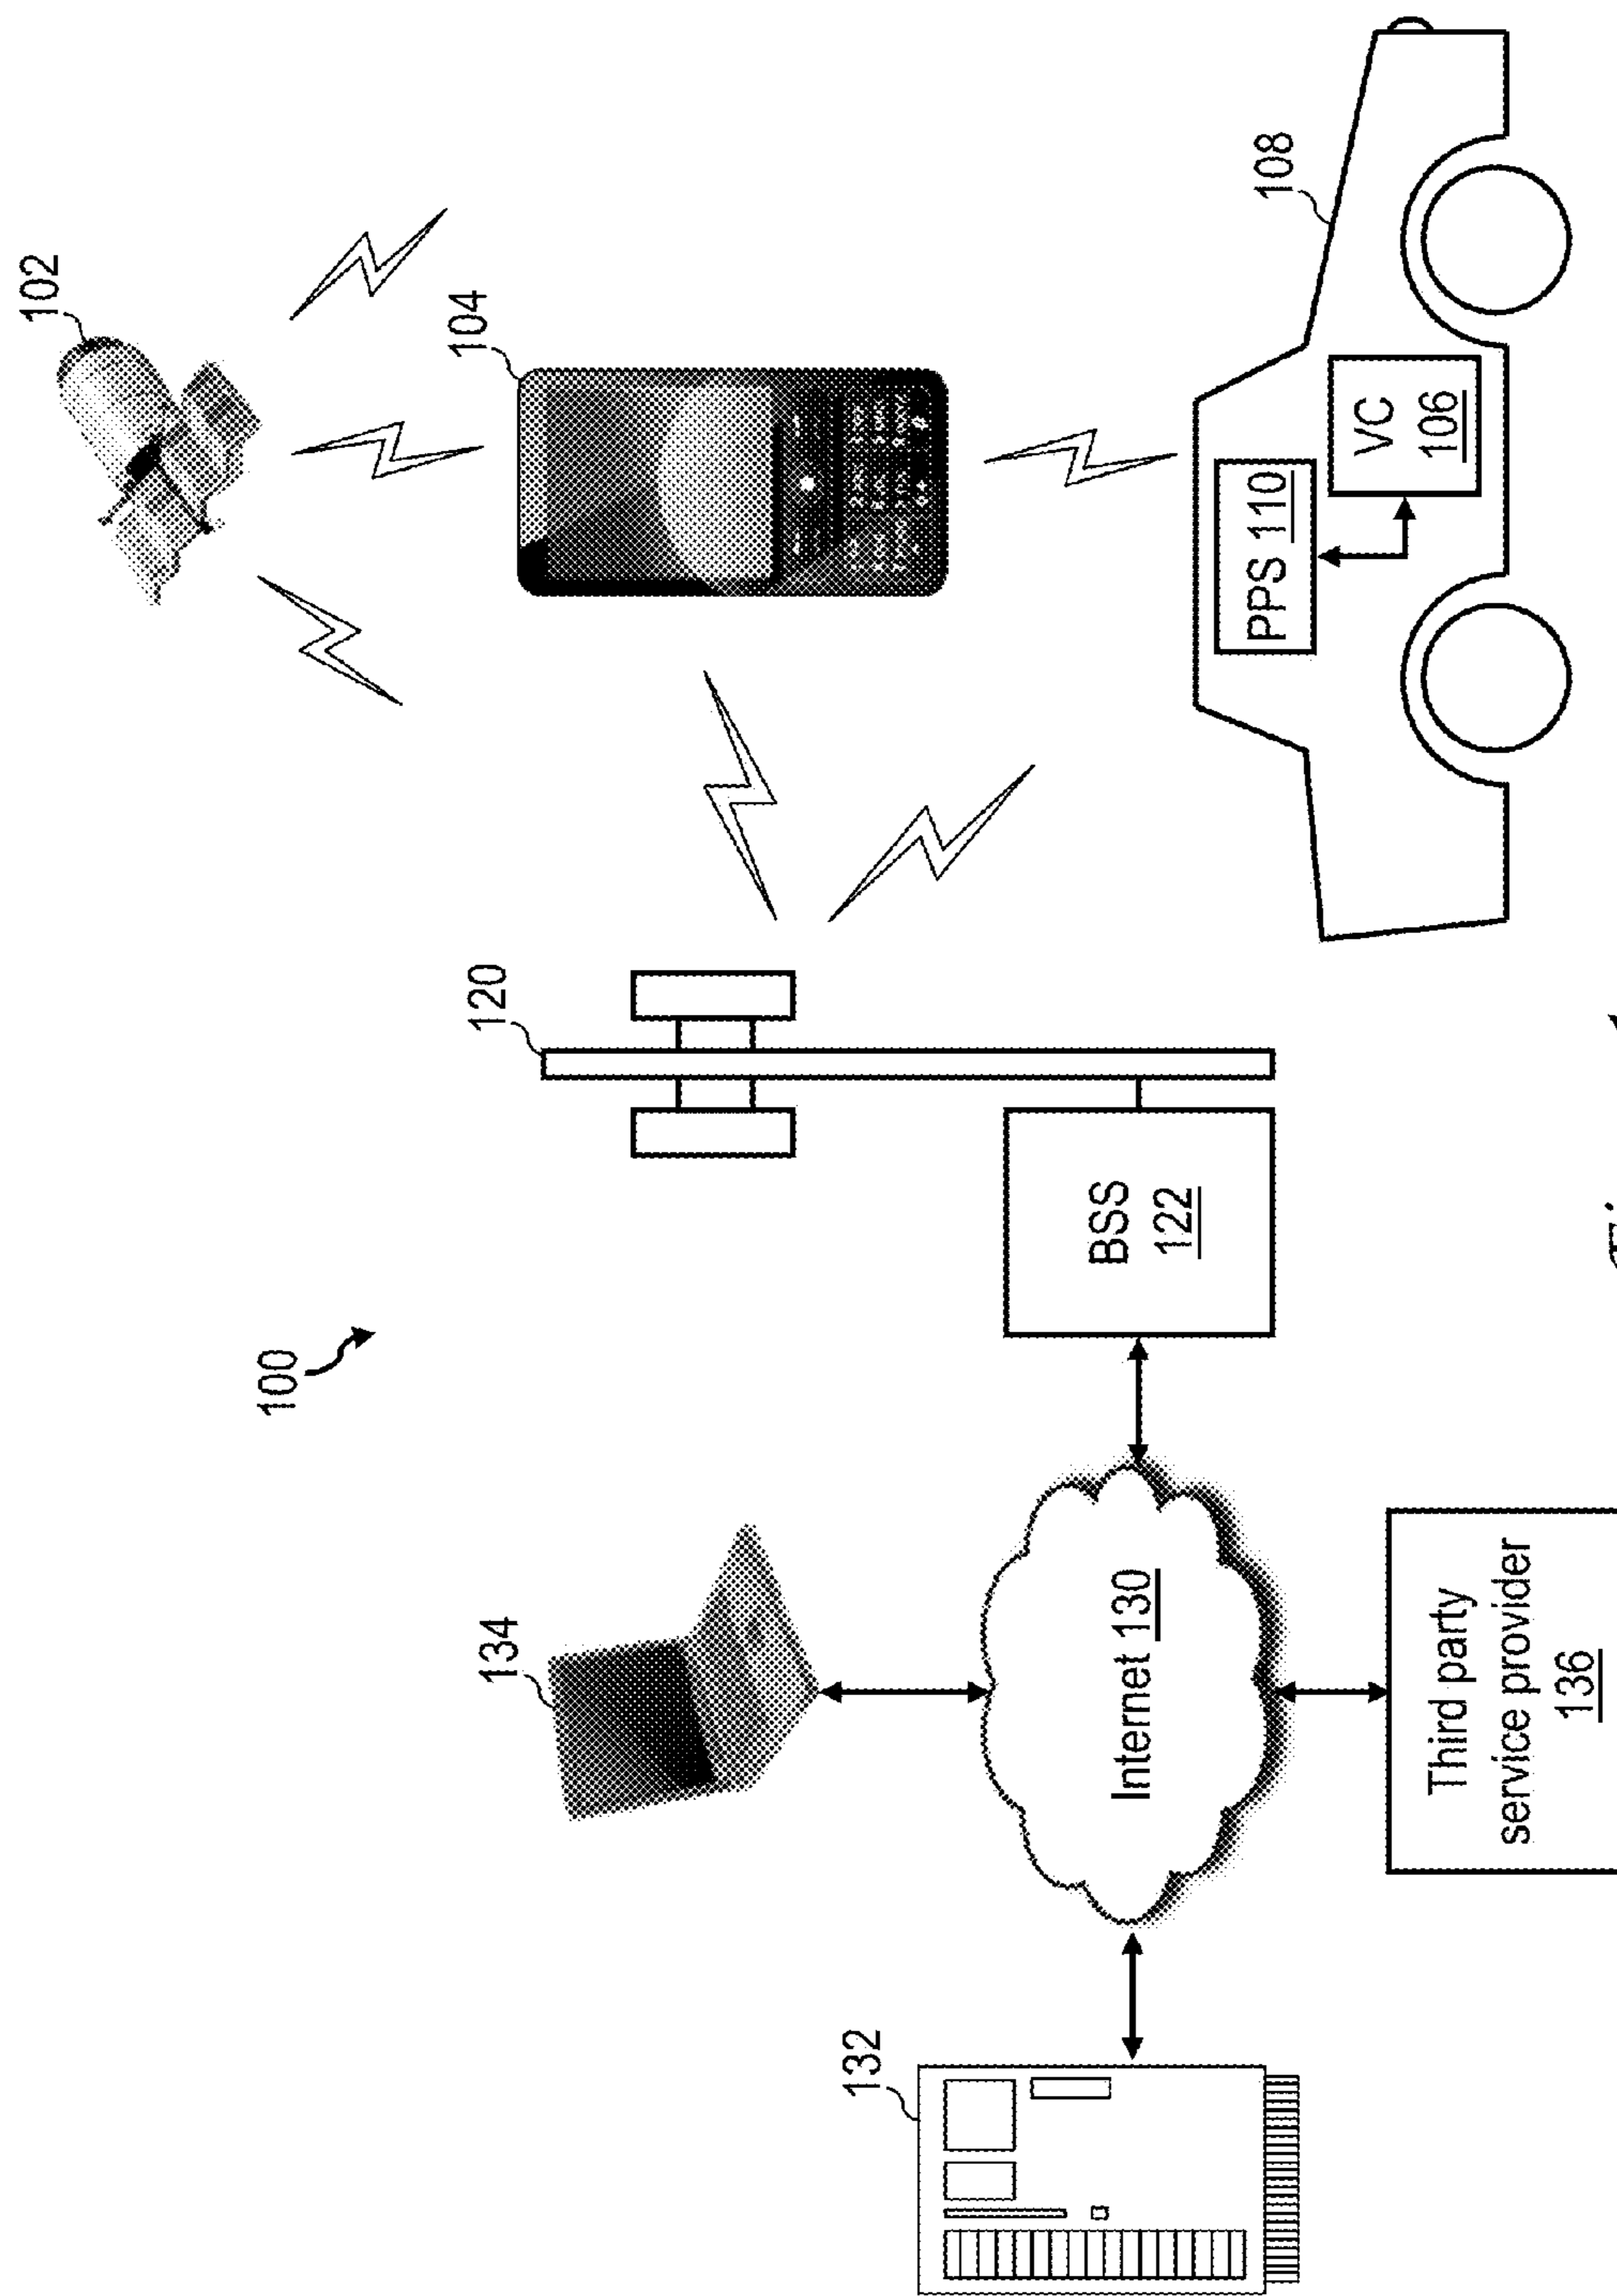 100
102
104
120
134
132
108
PPS 110
VC
106
BSS
122
Internet 130
Third party
service provider
136